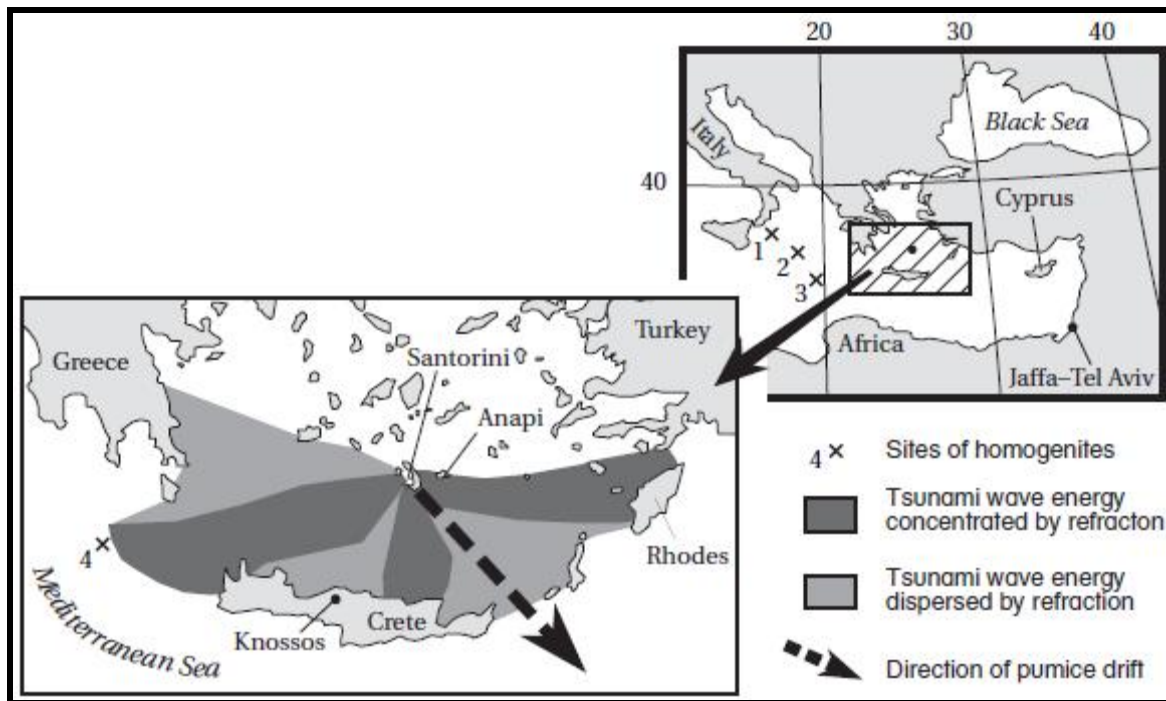 20
30
40
Black Sea
Italy
40
Cyprus
1
2
3
Africa
Jaffa–Tel Aviv
Turkey
Greece
Santorini
Anapi
Rhodes
4
Mediterranean Sea
Knossos
Crete
4 Sites of homogenites
Tsunami wave energy
concentrated by refracton
Tsunami wave energy
dispersed by refraction
Direction of pumice drift